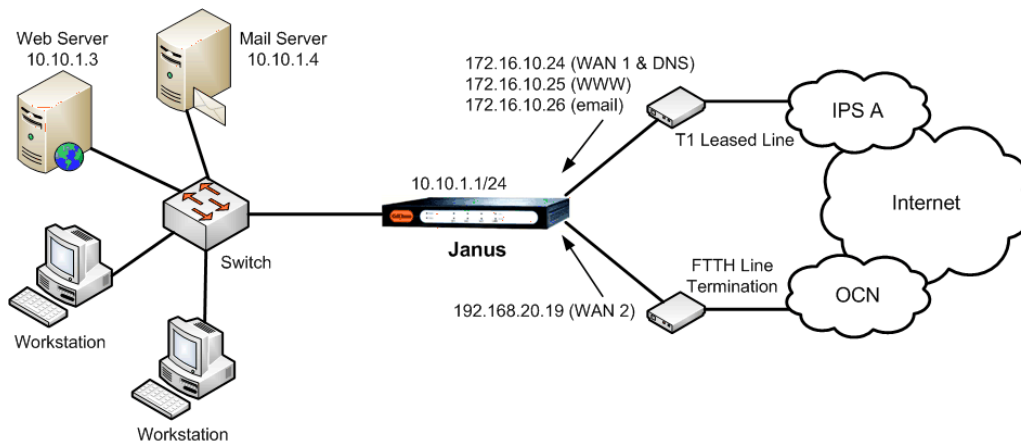 Web Server
10.10.1.3
Mail Server
10.10.1.4
172.16.10.24 (WAN 1 & DNS)
172.16.10.25 (WWW)
172.16.10.26 (email)
IPS A
T1 Leased Line
10.10.1.1/24
Internet
Janus
Switch
FTTH Line
Termination
OCN
192.168.20.19 (WAN 2)
Workstation
Workstation